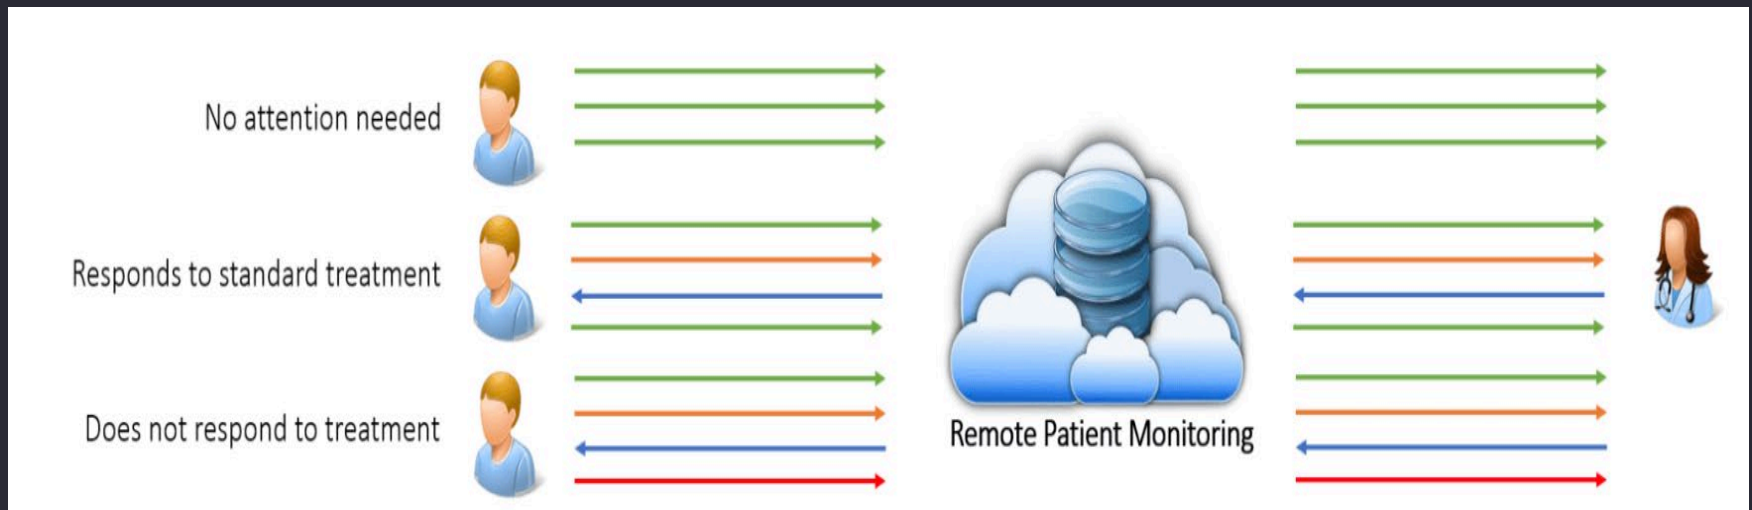 No attention needed
Responds to standard treatment
Does not respond to treatment
Remote Patient Monitoring